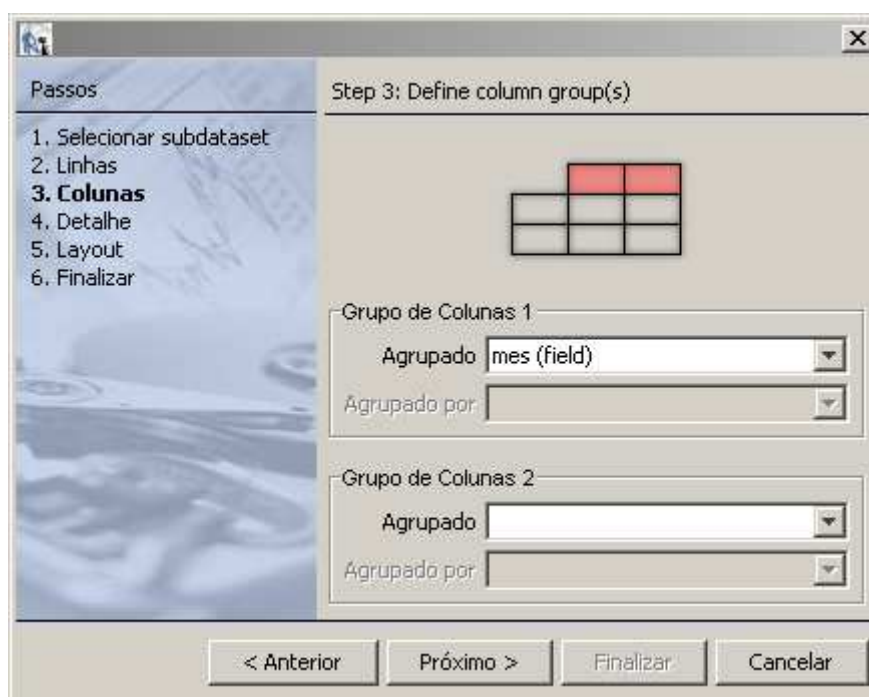 Passos
1. Selecionar subdataset
2. Linhas
3. Colunas
4. Detalhe
5. Layout
6. Finalizar
Step 3: Define column group(s)
Grupo de Colunas 1
Agrupado mes (field)
Agrupado por
Grupo de Colunas 2
Agrupado
Agrupado por
< Anterior Próximo > Finalizar Cancelar